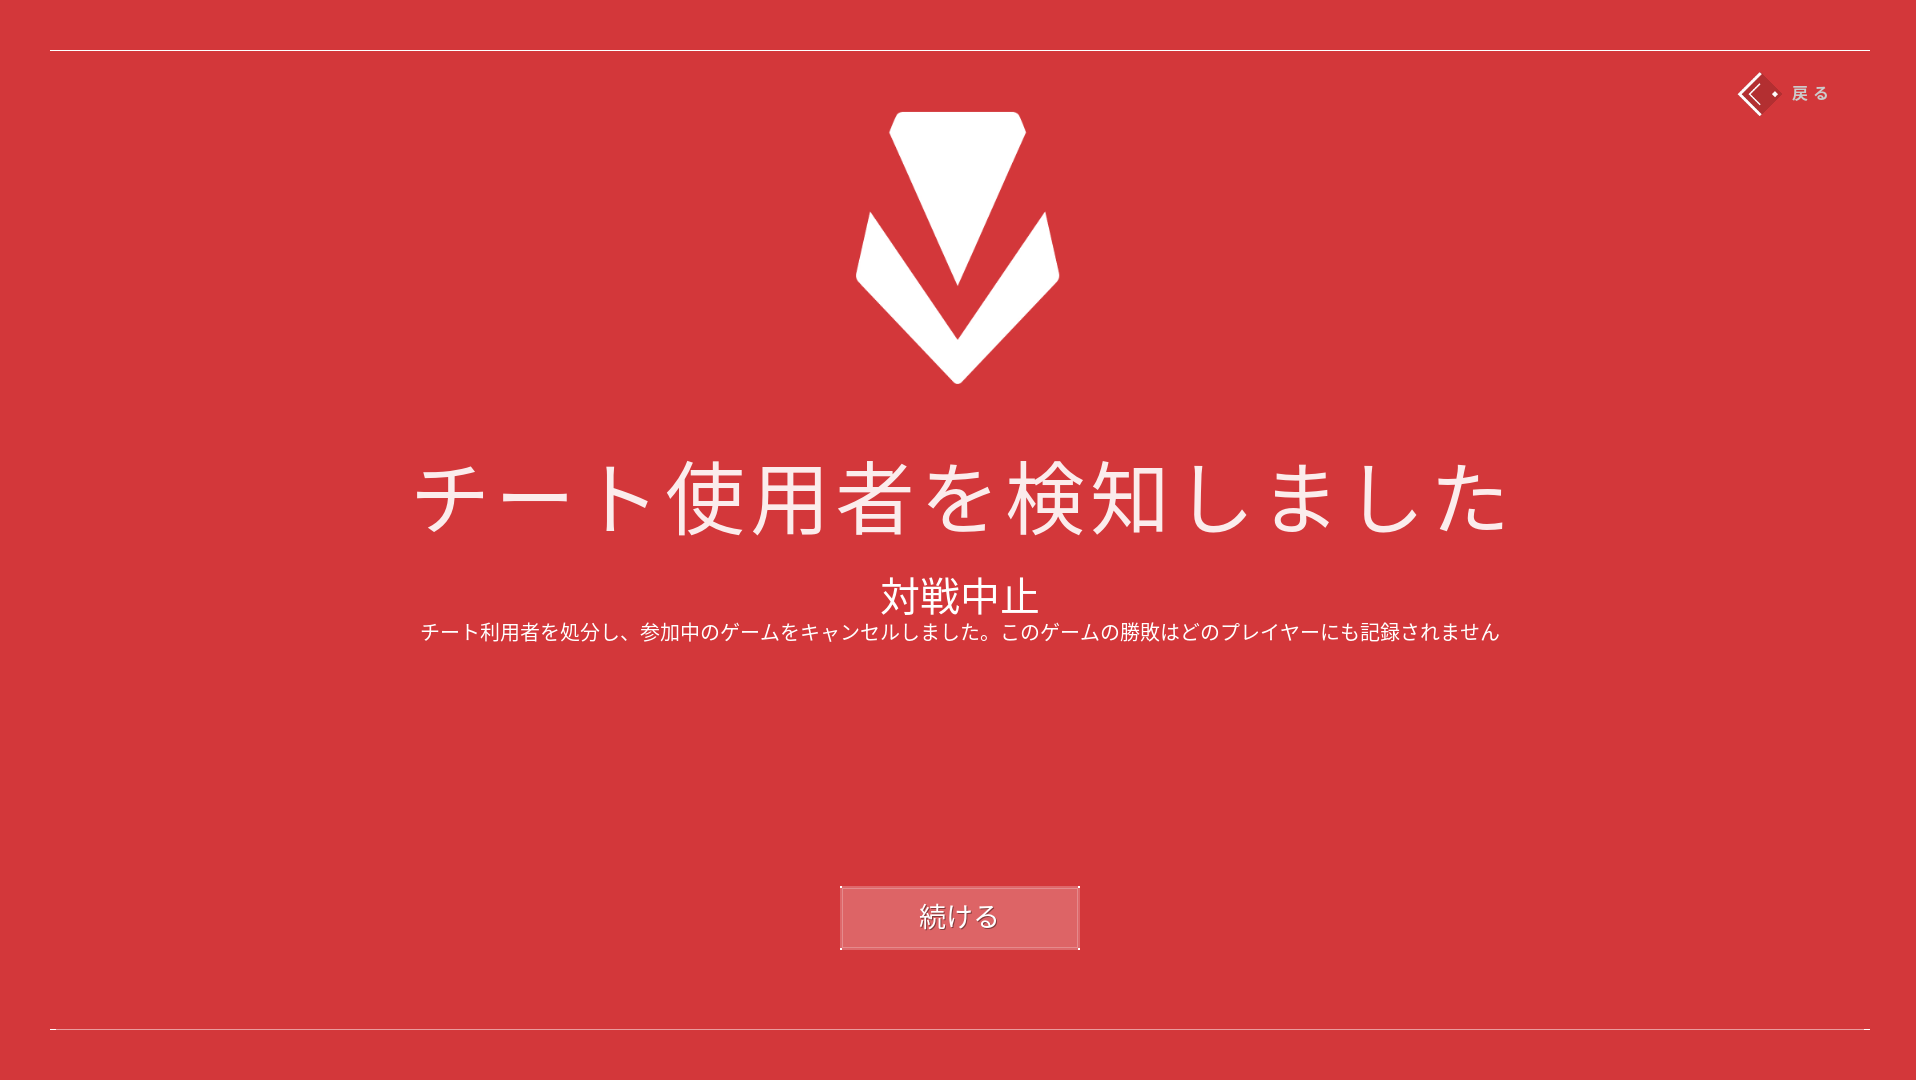 戻る
チート使用者を検知しました
対戦中止
チート利用者を処分し、参加中のゲームをキャンセルしました。このゲームの勝敗はどのプレイヤーにも記録されません
続ける